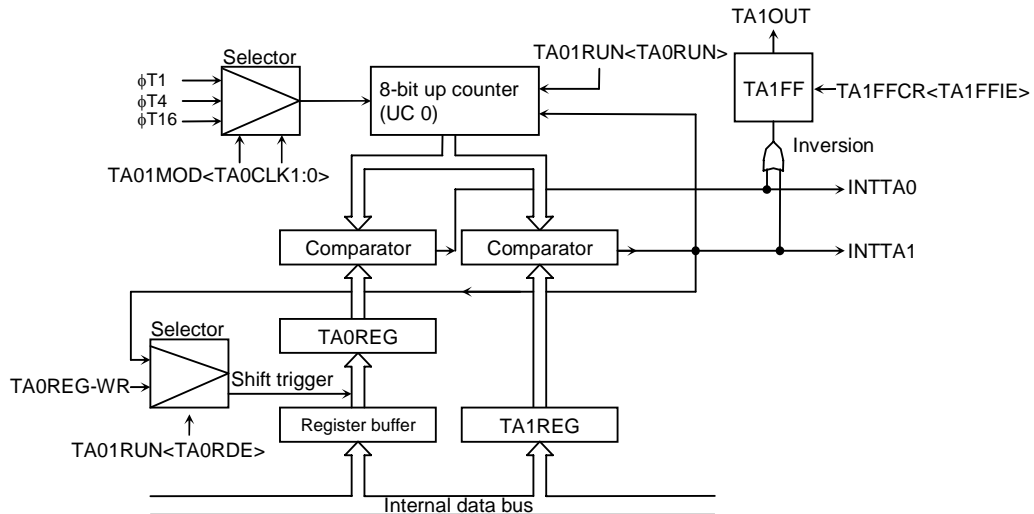 TA1OUT
Selector
TA01RUN<TA0RUN>
ϕT1
ϕT4
ϕT16
8-bit up counter
(UC 0)
TA1FF
TA1FFCR<TA1FFIE>
Inversion
TA01MOD<TA0CLK1:0>
INTTA0
Comparator
Comparator
INTTA1
Selector
TA0REG
TA0REG-WR
Shift trigger
Register buffer
TA1REG
TA01RUN<TA0RDE>
Internal data bus